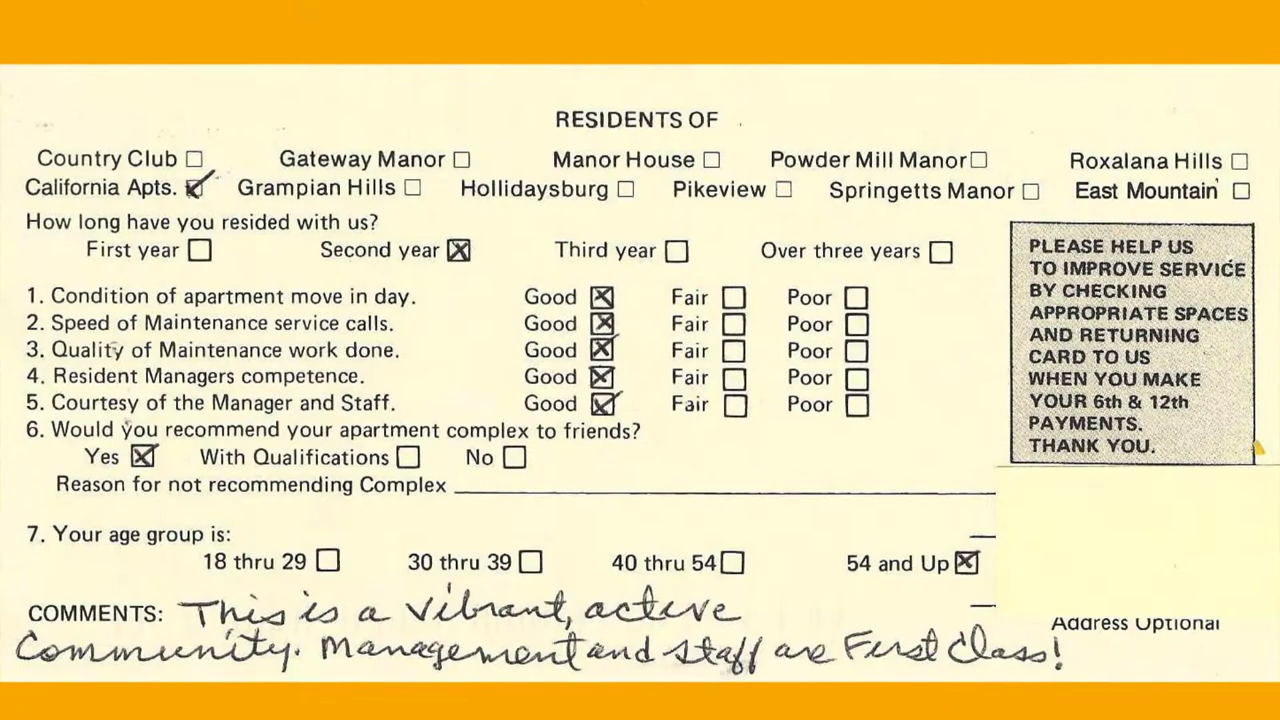 RESIDENTS OF
Country Club ☐ Gateway Manor ☐ Manor House ☐ Powder Mill Manor ☐ Roxalana Hills ☐
California Apts. ☑ Grampian Hills ☐ Hollidaysburg ☐ Pikeview ☐ Springetts Manor ☐ East Mountain ☐
How long have you resided with us?
First year ☐ Second year ☒ Third year ☐ Over three years ☐
1. Condition of apartment move in day. Good ☒ Fair ☐ Poor ☐
2. Speed of Maintenance service calls. Good ☒ Fair ☐ Poor ☐
3. Quality of Maintenance work done. Good ☒ Fair ☐ Poor ☐
4. Resident Managers competence. Good ☒ Fair ☐ Poor ☐
5. Courtesy of the Manager and Staff. Good ☒ Fair ☐ Poor ☐
6. Would you recommend your apartment complex to friends?
Yes ☒ With Qualifications ☐ No ☐
Reason for not recommending Complex
PLEASE HELP US
TO IMPROVE SERVICE
BY CHECKING
APPROPRIATE SPACES
AND RETURNING
CARD TO US
WHEN YOU MAKE
YOUR 6th & 12th
PAYMENTS.
THANK YOU.
7. Your age group is:
18 thru 29 ☐ 30 thru 39 ☐ 40 thru 54 ☐ 54 and Up ☒
COMMENTS: This is a vibrant, active
Community. Management and staff are First Class!
Address Optional